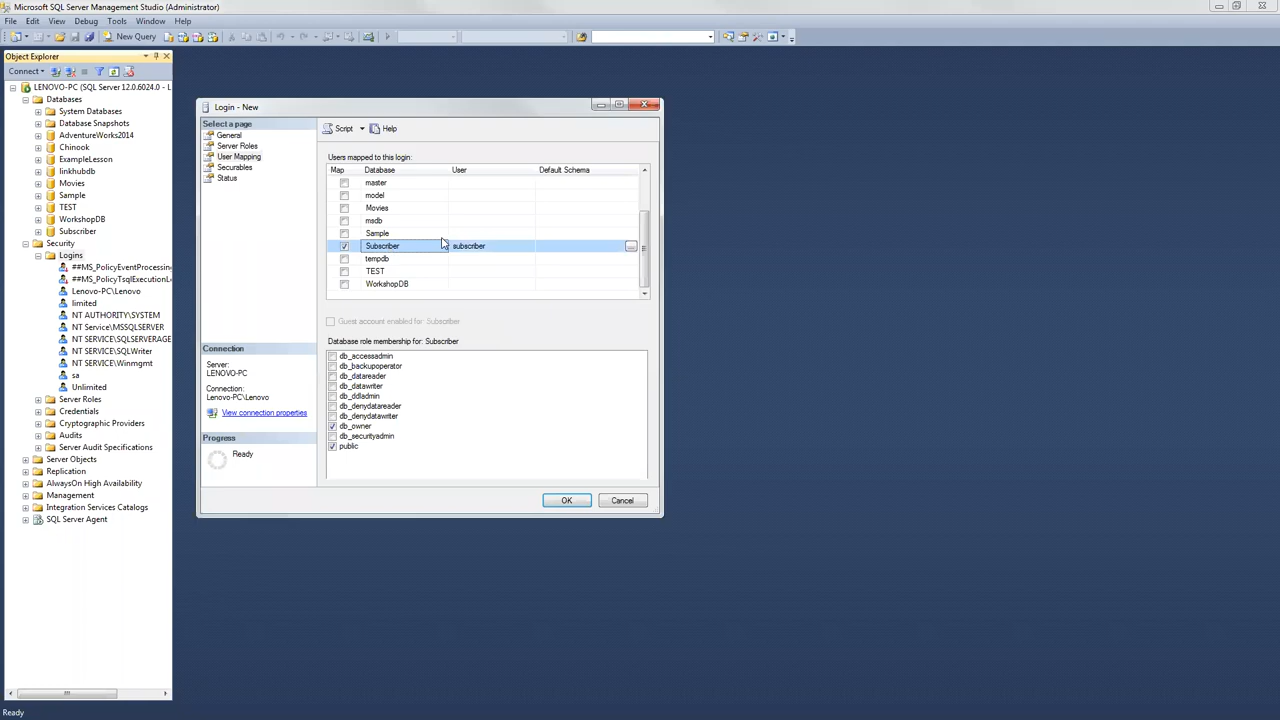 Microsoft SQL Server Management Studio (Administrator)
File Edit View Debug Tools Window Help
New Query
Object Explorer
Connect
LENOVO-PC (SQL Server 12.0.6024.0 - L
Databases
System Databases
Database Snapshots
AdventureWorks2014
Chinook
ExampleLesson
linkhubdb
Movies
Sample
TEST
WorkshopDB
Subscriber
Security
Logins
##MS_PolicyEventProcessing
##MS_PolicyTsqlExecutionL
Lenovo-PC\Lenovo
limited
NT AUTHORITY\SYSTEM
NT Service\MSSQLSERVER
NT SERVICE\SQLSERVERAGE
NT SERVICE\SQLWriter
NT SERVICE\Winmgmt
sa
Unlimited
Server Roles
Credentials
Cryptographic Providers
Audits
Server Audit Specifications
Server Objects
Replication
AlwaysOn High Availability
Management
Integration Services Catalogs
SQL Server Agent
Login - New
Select a page
General
Server Roles
User Mapping
Securables
Status
Connection
Server:
LENOVO-PC
Connection:
Lenovo-PC\Lenovo
View connection properties
Progress
Ready
Script Help
Users mapped to this login:
Map Database User Default Schema
master
model
Movies
msdb
Sample
Subscriber subscriber ...
tempdb
TEST
WorkshopDB
Guest account enabled for: Subscriber
Database role membership for: Subscriber
db_accessadmin
db_backupoperator
db_datareader
db_datawriter
db_ddladmin
db_denydatareader
db_denydatawriter
db_owner
db_securityadmin
public
OK Cancel
Ready